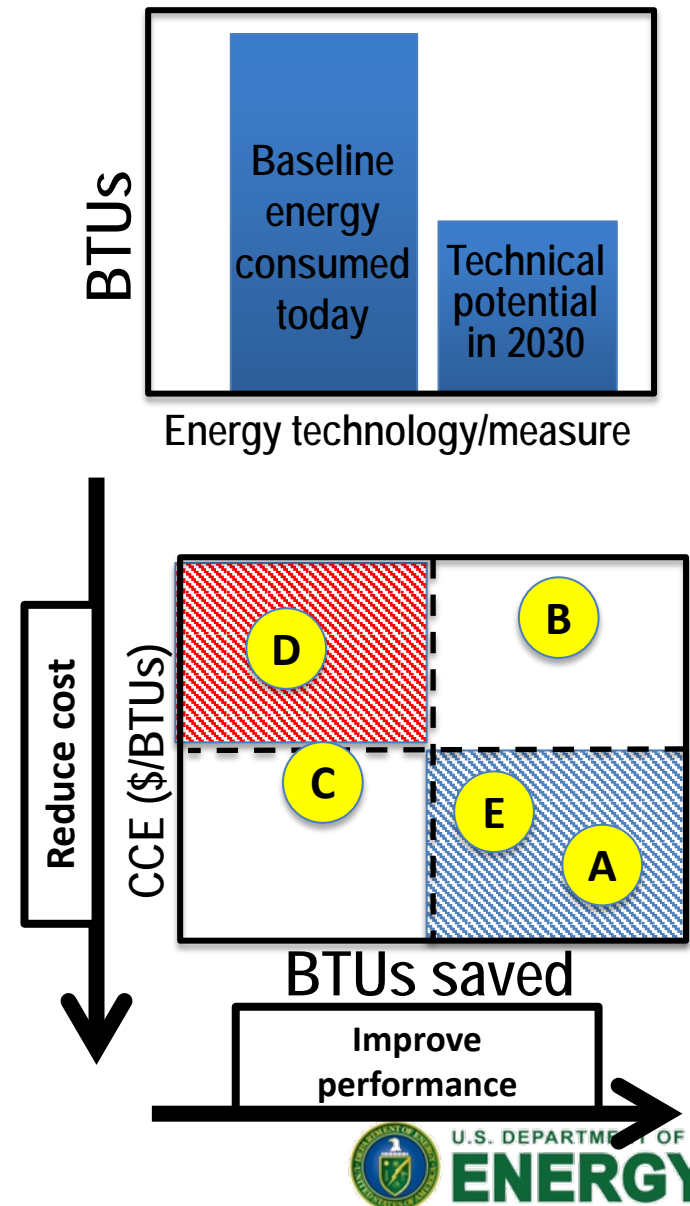 BTUs
Baseline
energy
consumed
today
Technical
potential
in 2030
Energy technology/measure
Reduce cost
CCE ($/BTUs)
D
B
C
E
A
BTUs saved
Improve
performance
U.S. DEPARTMENT OF
ENERGY